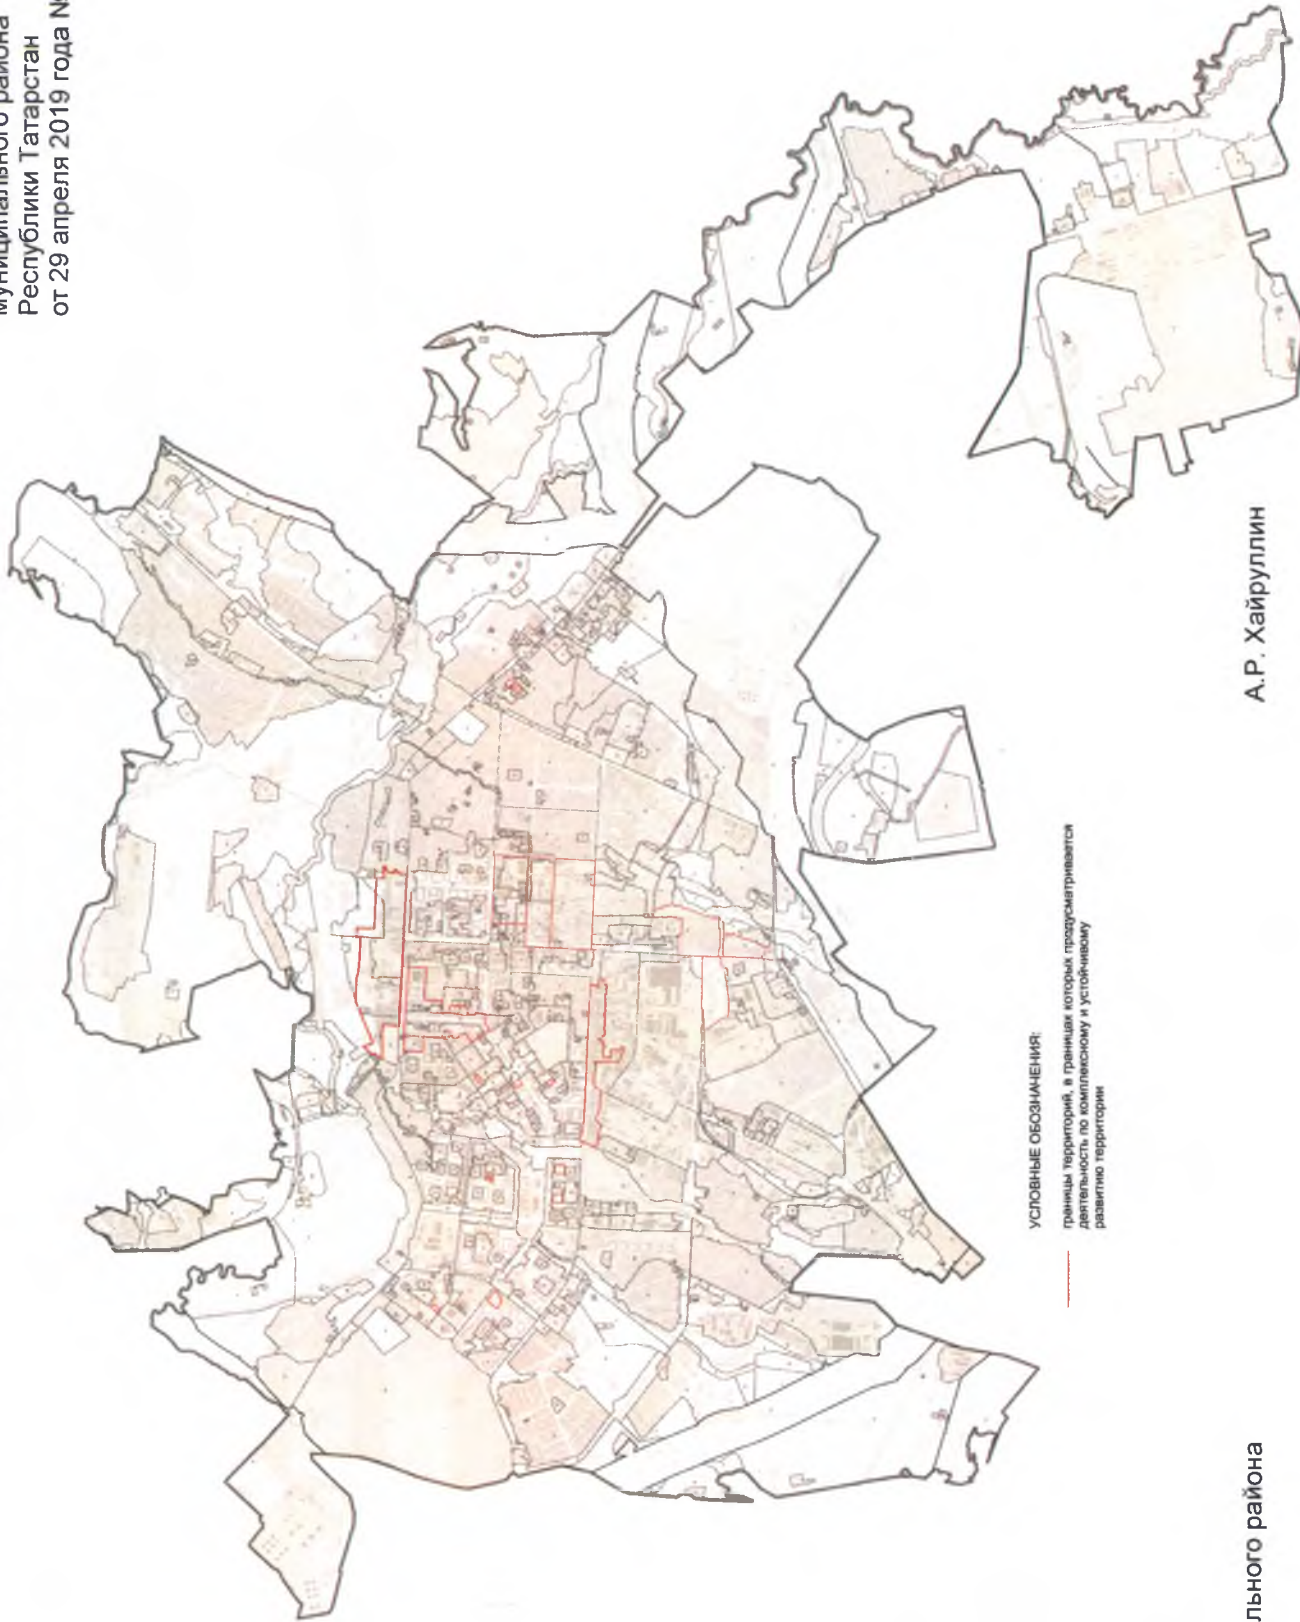 муниципального района
Республики Татарстан
от 29 апреля 2019 года №
УСЛОВНЫЕ ОБОЗНАЧЕНИЯ:
границы территорий, в границах которых предусматривается
деятельность по комплексному и устойчивому
развитию территории
льного района
А.Р. Хайруллин